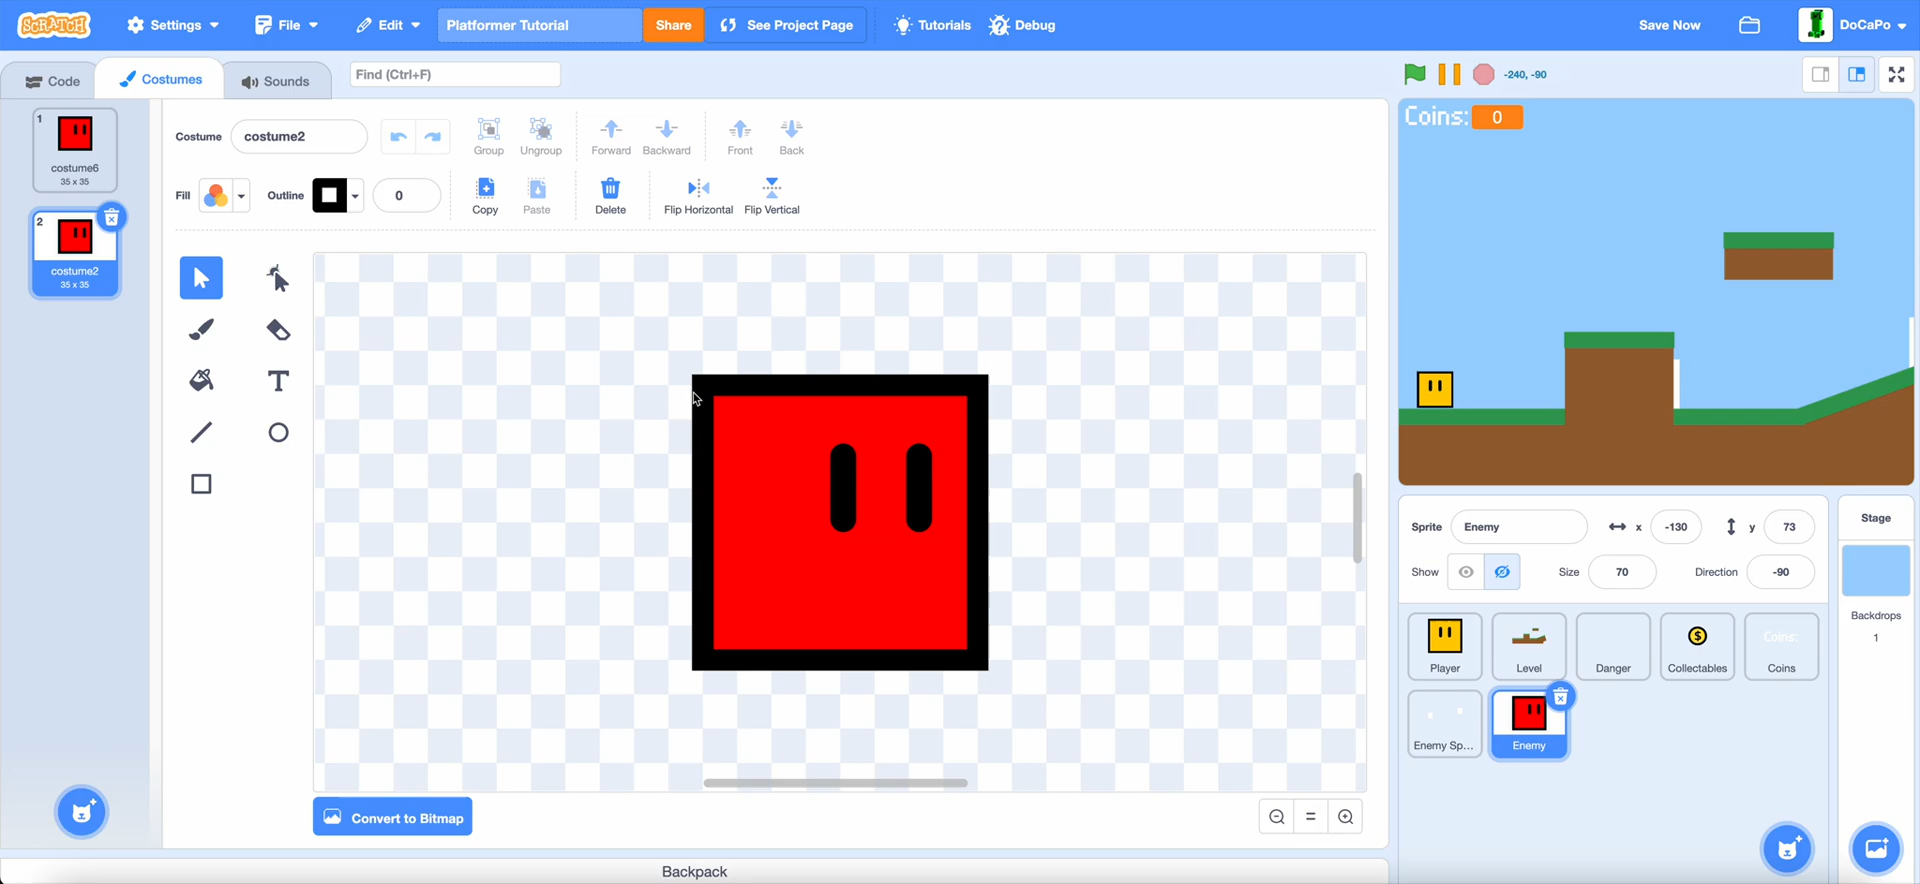 SCRATCH Settings File Edit Platformer Tutorial Share See Project Page Tutorials Debug Save Now DoCaPo
Code Costumes Sounds Find (Ctrl+F) -240, -90
1
costume6
35 x 35
2
costume2
35 x 35
Costume costume2 Group Ungroup Forward Backward Front Back
Fill Outline 0 Copy Paste Delete Flip Horizontal Flip Vertical
T
Convert to Bitmap
Backpack
Coins: 0
Sprite Enemy x -130 y 73
Show Size 70 Direction -90
Player Level Danger Collectables Coins: Coins
Enemy Sp... Enemy
Stage
Backdrops
1